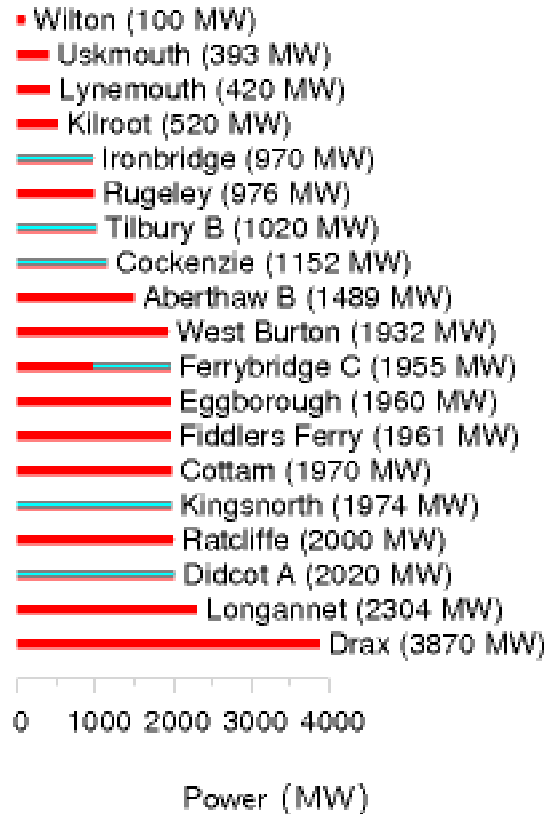 Wilton (100 MW)
Uskmouth (393 MW)
Lynemouth (420 MW)
Kilroot (520 MW)
Ironbridge (970 MW)
Rugeley (976 MW)
Tilbury B (1020 MW)
Cockenzie (1152 MW)
Aberthaw B (1489 MW)
West Burton (1932 MW)
Ferrybridge C (1955 MW)
Eggborough (1960 MW)
Fiddlers Ferry (1961 MW)
Cottam (1970 MW)
Kingsnorth (1974 MW)
Ratcliffe (2000 MW)
Didcot A (2020 MW)
Longannet (2304 MW)
Drax (3870 MW)
0 1000 2000 3000 4000
Power (MW)